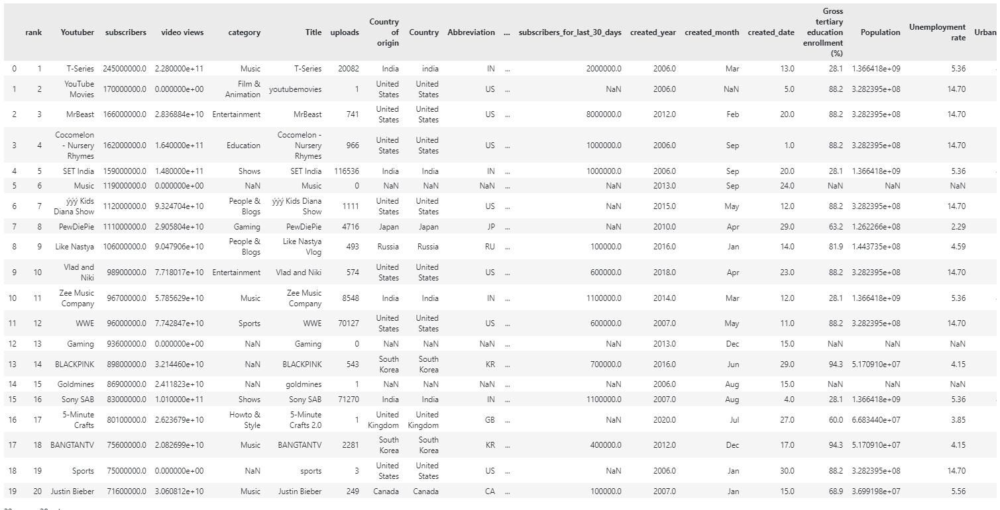 rank Youtuber subscribers video views category Title uploads Country of origin Country Abbreviation ... subscribers_for_last_30_days created_year created_month created_date Gross tertiary education enrollment (%) Population Unemployment rate Urban
0 1 T-Series 245000000.0 2.280000e+11 Music T-Series 20082 India india IN ... 2000000.0 2006.0 Mar 13.0 28.1 1.366418e+09 5.36
1 2 YouTube Movies 170000000.0 0.000000e+00 Film & Animation youtubemovies 1 United States United States US ... NaN 2006.0 NaN 5.0 88.2 3.282395e+08 14.70
2 3 MrBeast 166000000.0 2.836884e+10 Entertainment MrBeast 741 United States United States US ... 8000000.0 2012.0 Feb 20.0 88.2 3.282395e+08 14.70
3 4 Cocomelon - Nursery Rhymes 162000000.0 1.640000e+11 Education Cocomelon - Nursery Rhymes 966 United States United States US ... 1000000.0 2006.0 Sep 1.0 88.2 3.282395e+08 14.70
4 5 SET India 159000000.0 1.480000e+11 Shows SET India 116536 India India IN ... 1000000.0 2006.0 Sep 20.0 28.1 1.366418e+09 5.36
5 6 Music 119000000.0 0.000000e+00 NaN Music 0 NaN NaN NaN ... NaN 2013.0 Sep 24.0 NaN NaN NaN
6 7 ýýý Kids Diana Show 112000000.0 9.324704e+10 People & Blogs ýýý Kids Diana Show 1111 United States United States US ... NaN 2015.0 May 12.0 88.2 3.282395e+08 14.70
7 8 PewDiePie 111000000.0 2.905804e+10 Gaming PewDiePie 4716 Japan Japan JP ... NaN 2010.0 Apr 29.0 63.2 1.262266e+08 2.29
8 9 Like Nastya 106000000.0 9.047906e+10 People & Blogs Like Nastya Vlog 493 Russia Russia RU ... 100000.0 2016.0 Jan 14.0 81.9 1.443735e+08 4.59
9 10 Vlad and Niki 98900000.0 7.718017e+10 Entertainment Vlad and Niki 574 United States United States US ... 600000.0 2018.0 Apr 23.0 88.2 3.282395e+08 14.70
10 11 Zee Music Company 96700000.0 5.785629e+10 Music Zee Music Company 8548 India India IN ... 1100000.0 2014.0 Mar 12.0 28.1 1.366418e+09 5.36
11 12 WWE 96000000.0 7.742847e+10 Sports WWE 70127 United States United States US ... 600000.0 2007.0 May 11.0 88.2 3.282395e+08 14.70
12 13 Gaming 93600000.0 0.000000e+00 NaN Gaming 0 NaN NaN NaN ... NaN 2013.0 Dec 15.0 NaN NaN NaN
13 14 BLACKPINK 89800000.0 3.214460e+10 NaN BLACKPINK 543 South Korea South Korea KR ... 700000.0 2016.0 Jun 29.0 94.3 5.170910e+07 4.15
14 15 Goldmines 86900000.0 2.411823e+10 NaN goldmines 1 NaN NaN NaN ... NaN 2006.0 Aug 15.0 NaN NaN NaN
15 16 Sony SAB 83000000.0 1.010000e+11 Shows Sony SAB 71270 India India IN ... 1100000.0 2007.0 Aug 4.0 28.1 1.366418e+09 5.36
16 17 5-Minute Crafts 80100000.0 2.623679e+10 Howto & Style 5-Minute Crafts 2.0 1 United Kingdom United Kingdom GB ... NaN 2020.0 Jul 27.0 60.0 6.683440e+07 3.85
17 18 BANGTANTV 75600000.0 2.082699e+10 Music BANGTANTV 2281 South Korea South Korea KR ... 400000.0 2012.0 Dec 17.0 94.3 5.170910e+07 4.15
18 19 Sports 75000000.0 0.000000e+00 NaN sports 3 United States United States US ... NaN 2006.0 Jan 30.0 88.2 3.282395e+08 14.70
19 20 Justin Bieber 71600000.0 3.060812e+10 Music Justin Bieber 249 Canada Canada CA ... 100000.0 2007.0 Jan 15.0 68.9 3.699198e+07 5.56